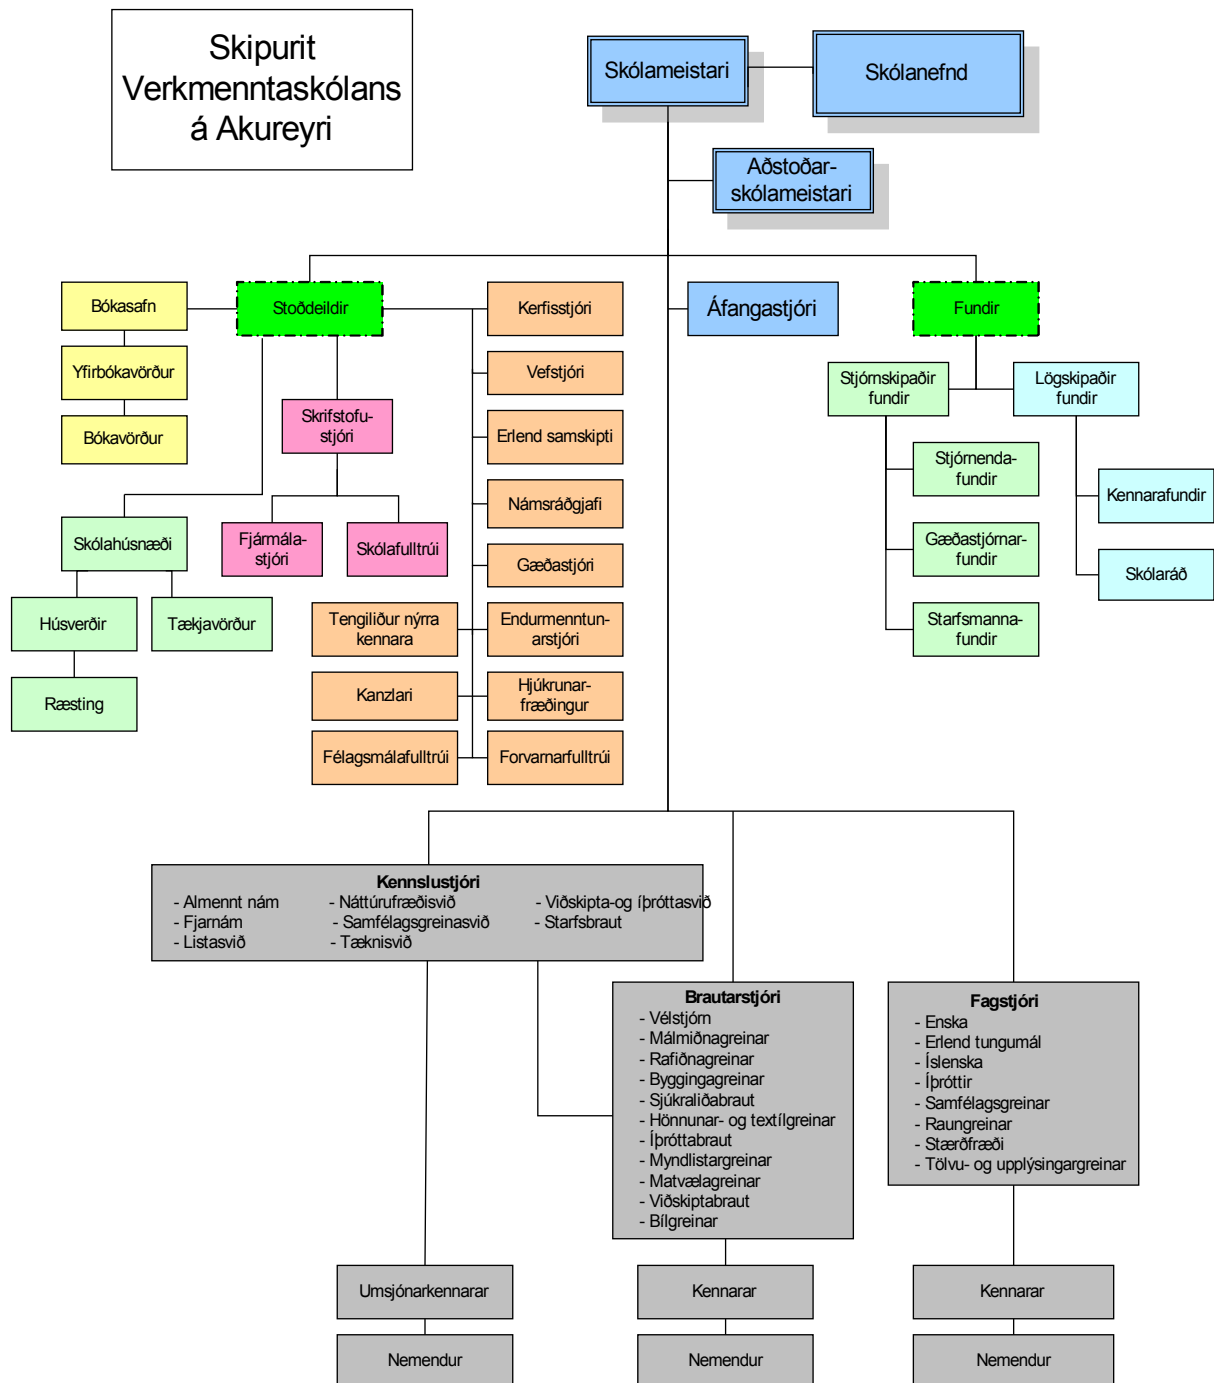 Skipurit
Verkmenntaskólans
á Akureyri
Skólameistari
Skólanefnd
Aðstoðar-
skólameistari
Bókasafn
Stoðdeildir
Kerfisstjóri
Áfangastjóri
Fundir
Yfirbókavörður
Bókavörður
Skrifstofu-
stjóri
Fjármála-
stjóri
Skólafulltrúi
Skólahúsnæði
Húsverðir
Tækjavörður
Ræsting
Vefstjóri
Erlend samskipti
Námsráðgjafi
Gæðastjóri
Tengiliður nýrra
kennara
Endurmenntun-
arstjóri
Kanzlari
Hjúkrunar-
fræðingur
Félagsmálafulltrúi
Forvarnarfulltrúi
Stjórnskipaðir
fundir
Lögskipaðir
fundir
Stjórnenda-
fundir
Gæðastjórnar-
fundir
Starfsmanna-
fundir
Kennarafundir
Skólaráð
Kennslustjóri
- Almennt nám - Náttúrufræðisvið - Viðskipta-og íþróttasvið
- Fjarnám - Samfélagsgreinasvið - Starfsbraut
- Listasvið - Tæknisvið
Brautarstjóri
- Vélstjórn
- Málmiðnagreinar
- Rafiðnagreinar
- Byggingagreinar
- Sjúkraliðabraut
- Hönnunar- og textílgreinar
- Íþróttabraut
- Myndlistargreinar
- Matvælagreinar
- Viðskiptabraut
- Bílgreinar
Fagstjóri
- Enska
- Erlend tungumál
- Íslenska
- Íþróttir
- Samfélagsgreinar
- Raungreinar
- Stærðfræði
- Tölvu- og upplýsingargreinar
Umsjónarkennarar
Kennarar
Kennarar
Nemendur
Nemendur
Nemendur